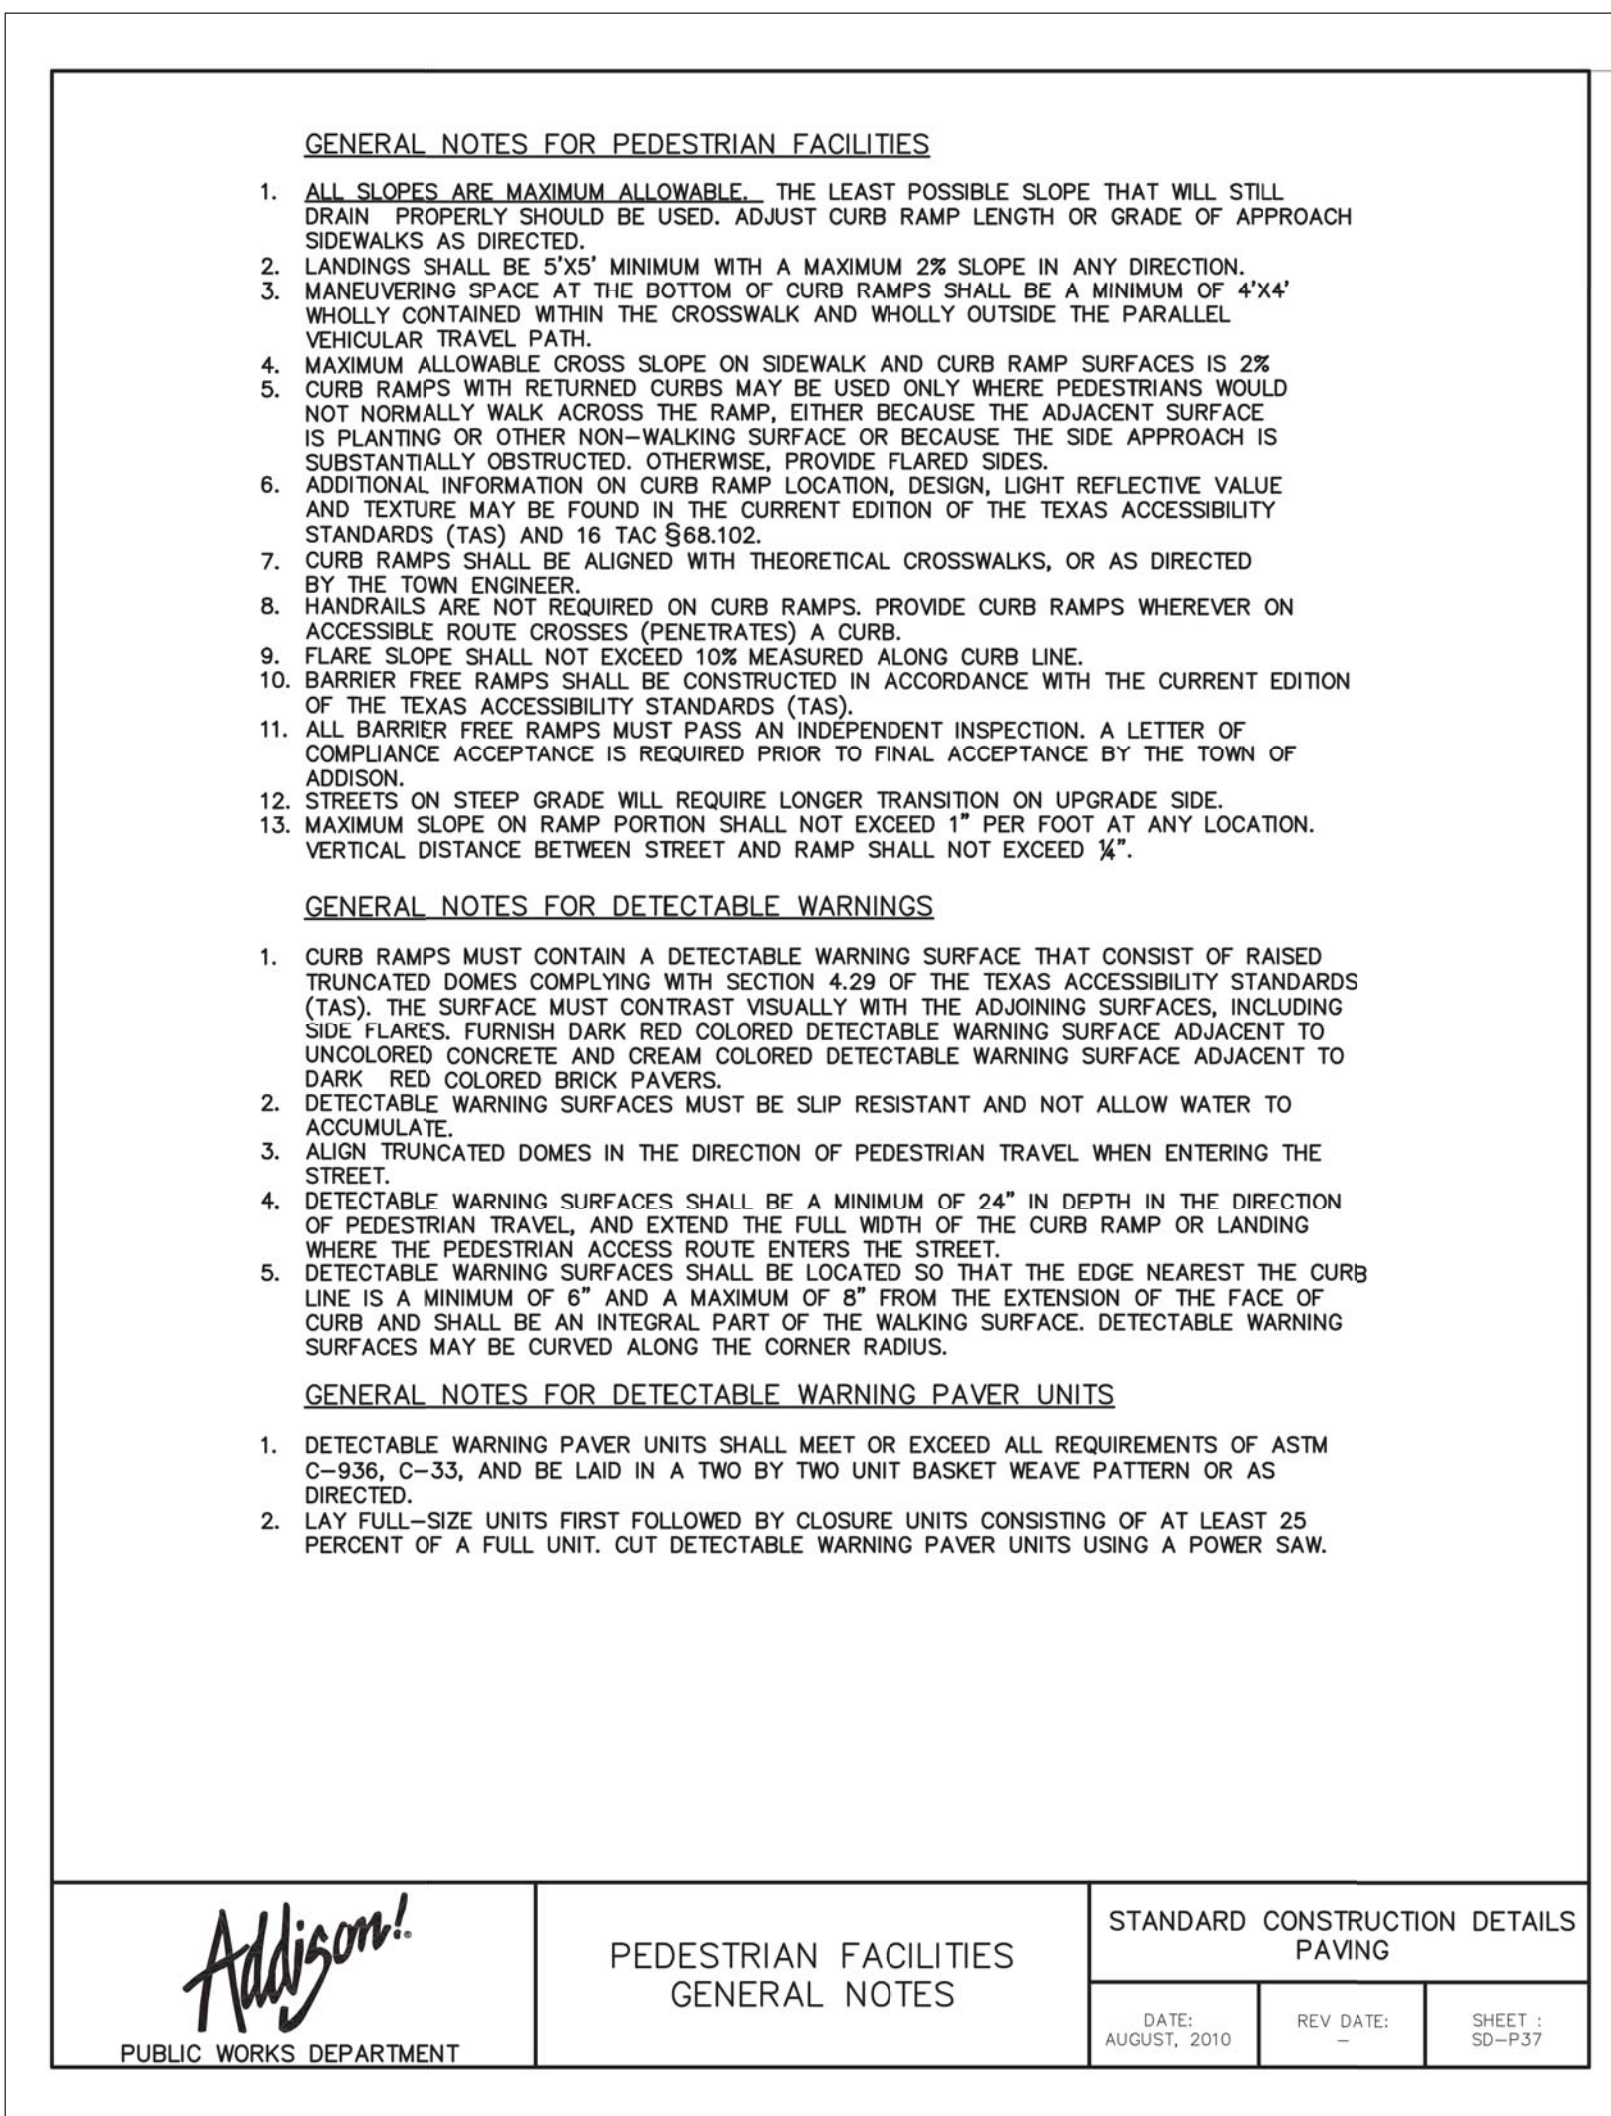 GENERAL NOTES FOR PEDESTRIAN FACILITIES
1. ALL SLOPES ARE MAXIMUM ALLOWABLE. THE LEAST POSSIBLE SLOPE THAT WILL STILL
DRAIN PROPERLY SHOULD BE USED. ADJUST CURB RAMP LENGTH OR GRADE OF APPROACH
SIDEWALKS AS DIRECTED.
2. LANDINGS SHALL BE 5'X5' MINIMUM WITH A MAXIMUM 2% SLOPE IN ANY DIRECTION.
3. MANEUVERING SPACE AT THE BOTTOM OF CURB RAMPS SHALL BE A MINIMUM OF 4'X4'
WHOLLY CONTAINED WITHIN THE CROSSWALK AND WHOLLY OUTSIDE THE PARALLEL
VEHICULAR TRAVEL PATH.
4. MAXIMUM ALLOWABLE CROSS SLOPE ON SIDEWALK AND CURB RAMP SURFACES IS 2%
5. CURB RAMPS WITH RETURNED CURBS MAY BE USED ONLY WHERE PEDESTRIANS WOULD
NOT NORMALLY WALK ACROSS THE RAMP, EITHER BECAUSE THE ADJACENT SURFACE
IS PLANTING OR OTHER NON-WALKING SURFACE OR BECAUSE THE SIDE APPROACH IS
SUBSTANTIALLY OBSTRUCTED. OTHERWISE, PROVIDE FLARED SIDES.
6. ADDITIONAL INFORMATION ON CURB RAMP LOCATION, DESIGN, LIGHT REFLECTIVE VALUE
AND TEXTURE MAY BE FOUND IN THE CURRENT EDITION OF THE TEXAS ACCESSIBILITY
STANDARDS (TAS) AND 16 TAC §68.102.
7. CURB RAMPS SHALL BE ALIGNED WITH THEORETICAL CROSSWALKS, OR AS DIRECTED
BY THE TOWN ENGINEER.
8. HANDRAILS ARE NOT REQUIRED ON CURB RAMPS. PROVIDE CURB RAMPS WHEREVER ON
ACCESSIBLE ROUTE CROSSES (PENETRATES) A CURB.
9. FLARE SLOPE SHALL NOT EXCEED 10% MEASURED ALONG CURB LINE.
10. BARRIER FREE RAMPS SHALL BE CONSTRUCTED IN ACCORDANCE WITH THE CURRENT EDITION
OF THE TEXAS ACCESSIBILITY STANDARDS (TAS).
11. ALL BARRIER FREE RAMPS MUST PASS AN INDEPENDENT INSPECTION. A LETTER OF
COMPLIANCE ACCEPTANCE IS REQUIRED PRIOR TO FINAL ACCEPTANCE BY THE TOWN OF
ADDISON.
12. STREETS ON STEEP GRADE WILL REQUIRE LONGER TRANSITION ON UPGRADE SIDE.
13. MAXIMUM SLOPE ON RAMP PORTION SHALL NOT EXCEED 1" PER FOOT AT ANY LOCATION.
VERTICAL DISTANCE BETWEEN STREET AND RAMP SHALL NOT EXCEED ¼".
GENERAL NOTES FOR DETECTABLE WARNINGS
1. CURB RAMPS MUST CONTAIN A DETECTABLE WARNING SURFACE THAT CONSIST OF RAISED
TRUNCATED DOMES COMPLYING WITH SECTION 4.29 OF THE TEXAS ACCESSIBILITY STANDARDS
(TAS). THE SURFACE MUST CONTRAST VISUALLY WITH THE ADJOINING SURFACES, INCLUDING
SIDE FLARES. FURNISH DARK RED COLORED DETECTABLE WARNING SURFACE ADJACENT TO
UNCOLORED CONCRETE AND CREAM COLORED DETECTABLE WARNING SURFACE ADJACENT TO
DARK RED COLORED BRICK PAVERS.
2. DETECTABLE WARNING SURFACES MUST BE SLIP RESISTANT AND NOT ALLOW WATER TO
ACCUMULATE.
3. ALIGN TRUNCATED DOMES IN THE DIRECTION OF PEDESTRIAN TRAVEL WHEN ENTERING THE
STREET.
4. DETECTABLE WARNING SURFACES SHALL BE A MINIMUM OF 24" IN DEPTH IN THE DIRECTION
OF PEDESTRIAN TRAVEL, AND EXTEND THE FULL WIDTH OF THE CURB RAMP OR LANDING
WHERE THE PEDESTRIAN ACCESS ROUTE ENTERS THE STREET.
5. DETECTABLE WARNING SURFACES SHALL BE LOCATED SO THAT THE EDGE NEAREST THE CURB
LINE IS A MINIMUM OF 6" AND A MAXIMUM OF 8" FROM THE EXTENSION OF THE FACE OF
CURB AND SHALL BE AN INTEGRAL PART OF THE WALKING SURFACE. DETECTABLE WARNING
SURFACES MAY BE CURVED ALONG THE CORNER RADIUS.
GENERAL NOTES FOR DETECTABLE WARNING PAVER UNITS
1. DETECTABLE WARNING PAVER UNITS SHALL MEET OR EXCEED ALL REQUIREMENTS OF ASTM
C-936, C-33, AND BE LAID IN A TWO BY TWO UNIT BASKET WEAVE PATTERN OR AS
DIRECTED.
2. LAY FULL-SIZE UNITS FIRST FOLLOWED BY CLOSURE UNITS CONSISTING OF AT LEAST 25
PERCENT OF A FULL UNIT. CUT DETECTABLE WARNING PAVER UNITS USING A POWER SAW.
Addison!®
PUBLIC WORKS DEPARTMENT
PEDESTRIAN FACILITIES
GENERAL NOTES
STANDARD CONSTRUCTION DETAILS
PAVING
DATE:
AUGUST, 2010
REV DATE:
-
SHEET :
SD-P37